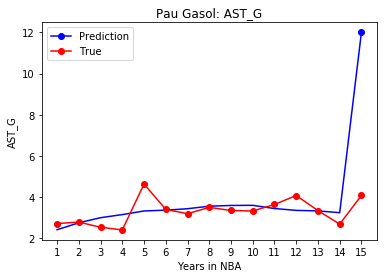 Pau Gasol: AST_G
Prediction
True
12
10
8
6
4
2
AST_G
1 2 3 4 5 6 7 8 9 10 11 12 13 14 15
Years in NBA